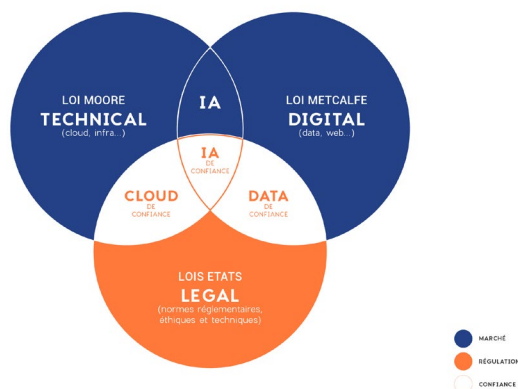 LOI MOORE
TECHNICAL
(cloud, infra...)
IA
LOI METCALFE
DIGITAL
(data, web...)
IA
DE
CONFIANCE
CLOUD
DE
CONFIANCE
DATA
DE
CONFIANCE
LOIS ETATS
LEGAL
(normes réglementaires,
éthiques et techniques)
MARCHÉ
RÉGULATION
CONFIANCE